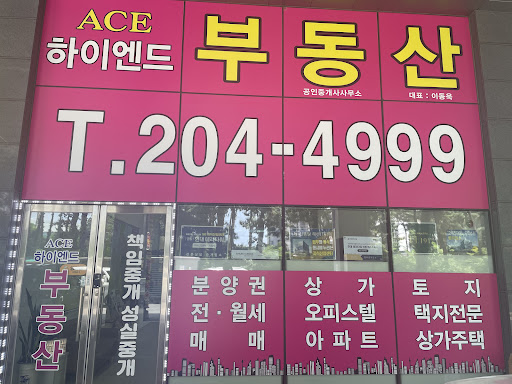 ACE
하이엔드
부동산
공인중개사사무소
대표 : 이동욱
T.204-4999
ACE
하이엔드
부동산
책임중개 성실중개
분양권
전·월세
매매
상가
오피스텔
아파트
토지
택지전문
상가주택